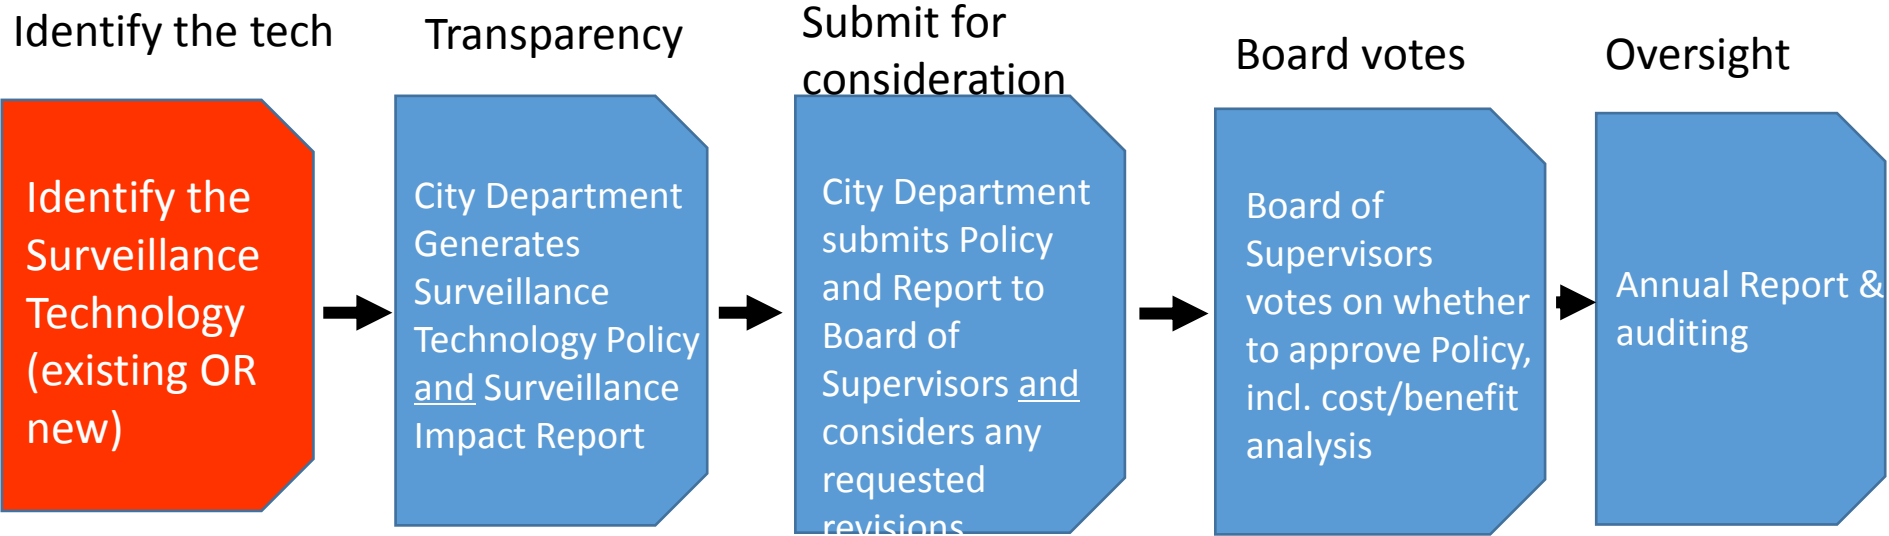 Identify the tech
Transparency
Submit for
consideration
Board votes
Oversight
Identify the
Surveillance
Technology
(existing OR
new)
City Department
Generates
Surveillance
Technology Policy
and Surveillance
Impact Report
City Department
submits Policy
and Report to
Board of
Supervisors and
considers any
requested
revisions
Board of
Supervisors
votes on whether
to approve Policy,
incl. cost/benefit
analysis
Annual Report &
auditing